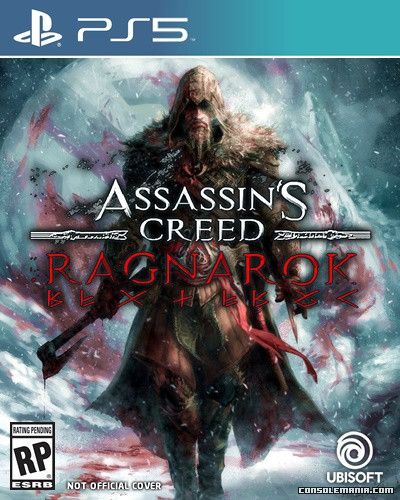 PS5
ASSASSIN'S
CREED
RAGNAROK
RATING PENDING
RP
ESRB
NOT OFFICIAL COVER
UBISOFT
CONSOLEMANIA.COM